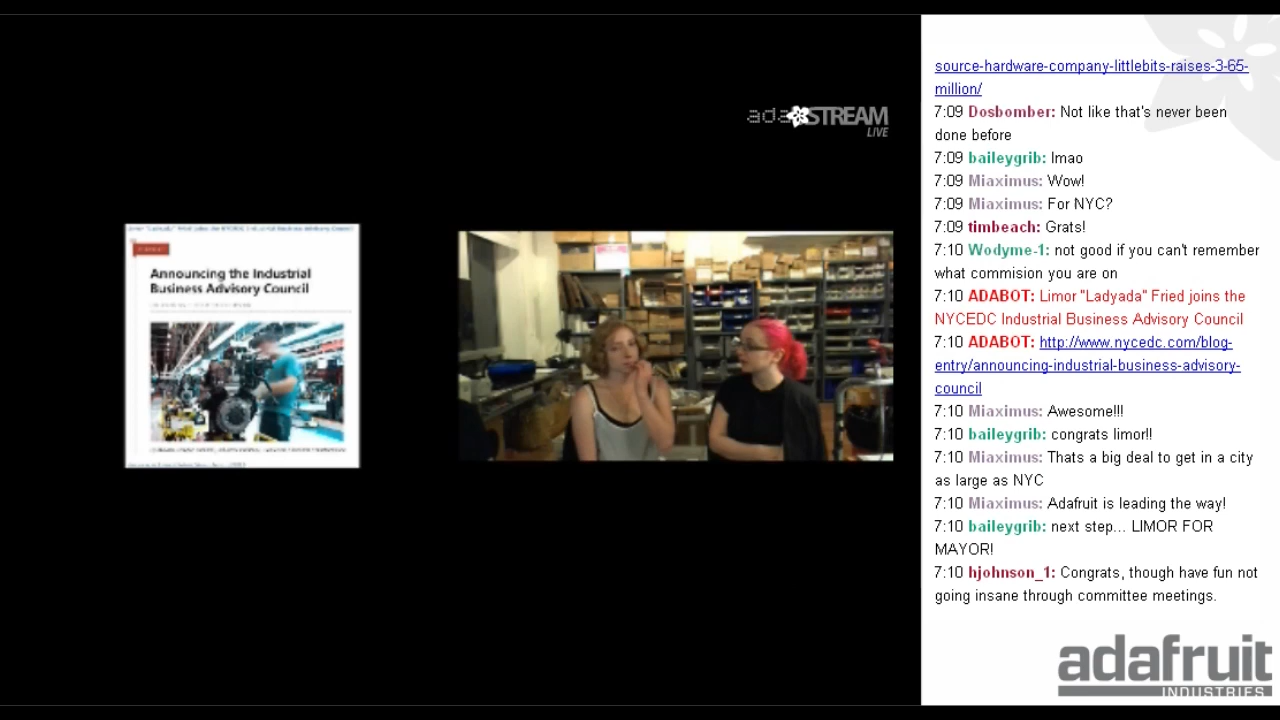 adaSTREAM
LIVE
Announcing the Industrial
Business Advisory Council
source-hardware-company-littlebits-raises-3-65-
million/
7:09 Dosbomber: Not like that's never been
done before
7:09 baileygrib: lmao
7:09 Miaximus: Wow!
7:09 Miaximus: For NYC?
7:09 timbeach: Grats!
7:10 Wodyme-1: not good if you can't remember
what commision you are on
7:10 ADABOT: Limor "Ladyada" Fried joins the
NYCEDC Industrial Business Advisory Council
7:10 ADABOT: http://www.nycedc.com/blog-
entry/announcing-industrial-business-advisory-
council
7:10 Miaximus: Awesome!!!
7:10 baileygrib: congrats limor!!
7:10 Miaximus: Thats a big deal to get in a city
as large as NYC
7:10 Miaximus: Adafruit is leading the way!
7:10 baileygrib: next step... LIMOR FOR
MAYOR!
7:10 hjohnson_1: Congrats, though have fun not
going insane through committee meetings.
adafruit
INDUSTRIES